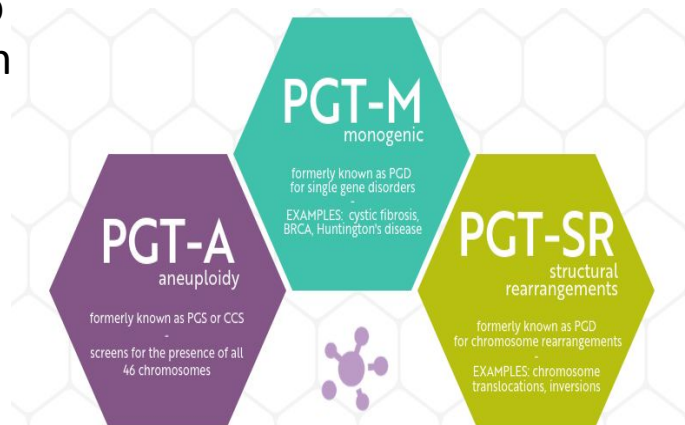 PGT-M
monogenic
formerly known as PGD
for single gene disorders
-
EXAMPLES: cystic fibrosis,
BRCA, Huntington's disease
PGT-A
aneuploidy
formerly known as PGS or CCS
-
screens for the presence of all
46 chromosomes
PGT-SR
structural
rearrangements
formerly known as PGD
for chromosome rearrangements
-
EXAMPLES: chromosome
translocations, inversions